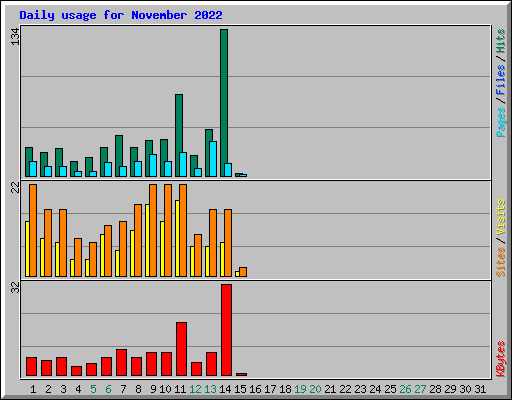 Daily usage for November 2022
134
22
32
Pages / Files / Hits
Sites / Visits
KBytes
1 2 3 4 5 6 7 8 9 10 11 12 13 14 15 16 17 18 19 20 21 22 23 24 25 26 27 28 29 30 31